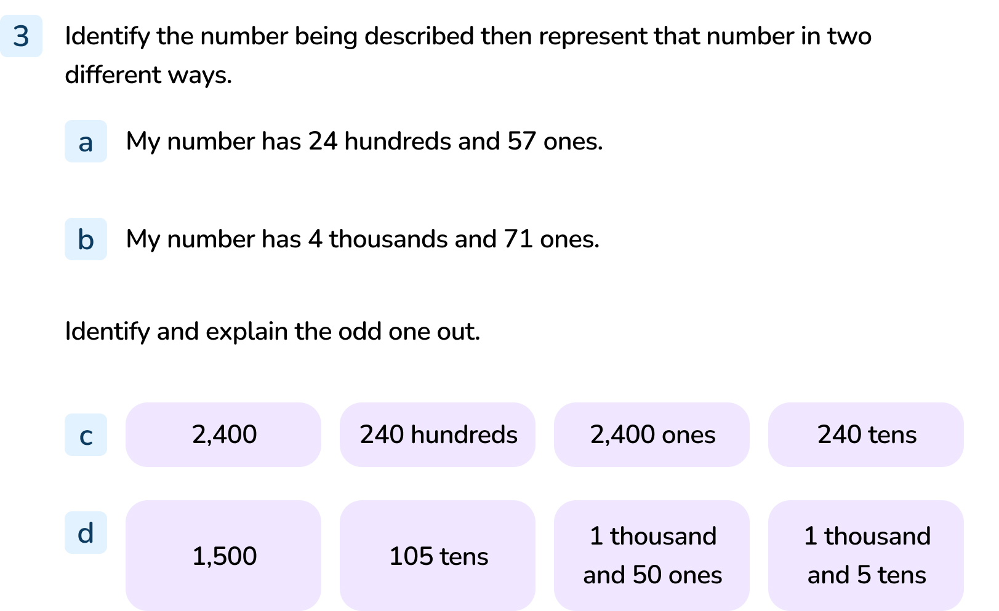 3 Identify the number being described then represent that number in two
different ways.
a My number has 24 hundreds and 57 ones.
b My number has 4 thousands and 71 ones.
Identify and explain the odd one out.
c 2,400 240 hundreds 2,400 ones 240 tens
d 1,500 105 tens 1 thousand and 50 ones 1 thousand and 5 tens